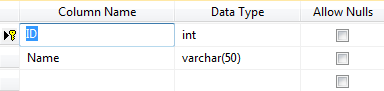 Column Name Data Type Allow Nulls
ID int
Name varchar(50)